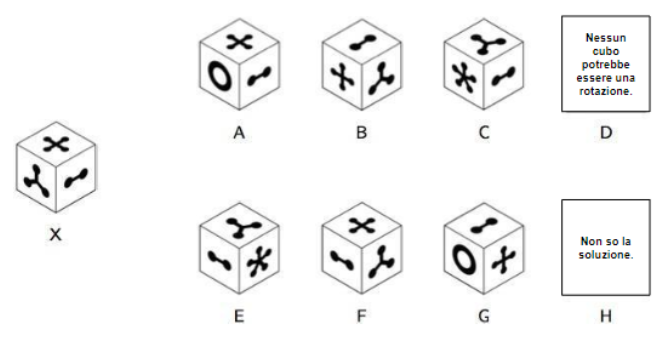 Nessun
cubo
potrebbe
essere una
rotazione.
A
B
C
D
X
Non so la
soluzione.
E
F
G
H